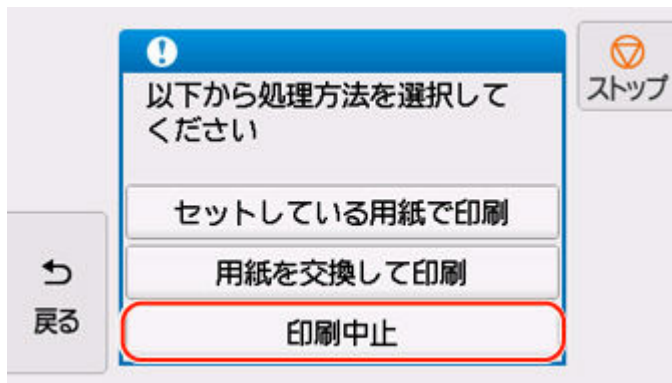 以下から処理方法を選択して
ください
ストップ
セットしている用紙で印刷
用紙を交換して印刷
印刷中止
戻る